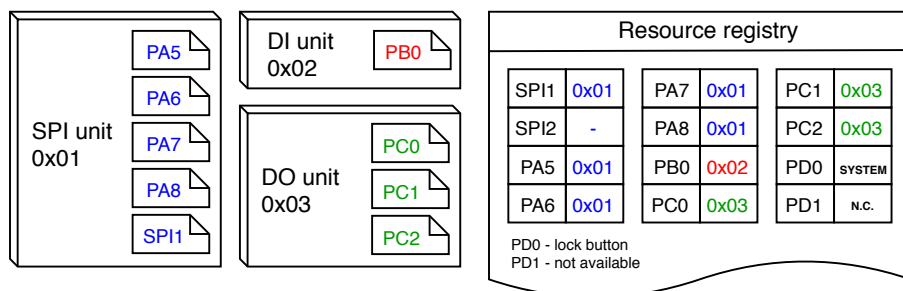 SPI unit
0x01
PA5
PA6
PA7
PA8
SPI1
DI unit
0x02
PB0
DO unit
0x03
PC0
PC1
PC2
Resource registry
SPI1 0x01 PA7 0x01 PC1 0x03
SPI2 - PA8 0x01 PC2 0x03
PA5 0x01 PB0 0x02 PD0 SYSTEM
PA6 0x01 PC0 0x03 PD1 N.C.
PD0 - lock button
PD1 - not available